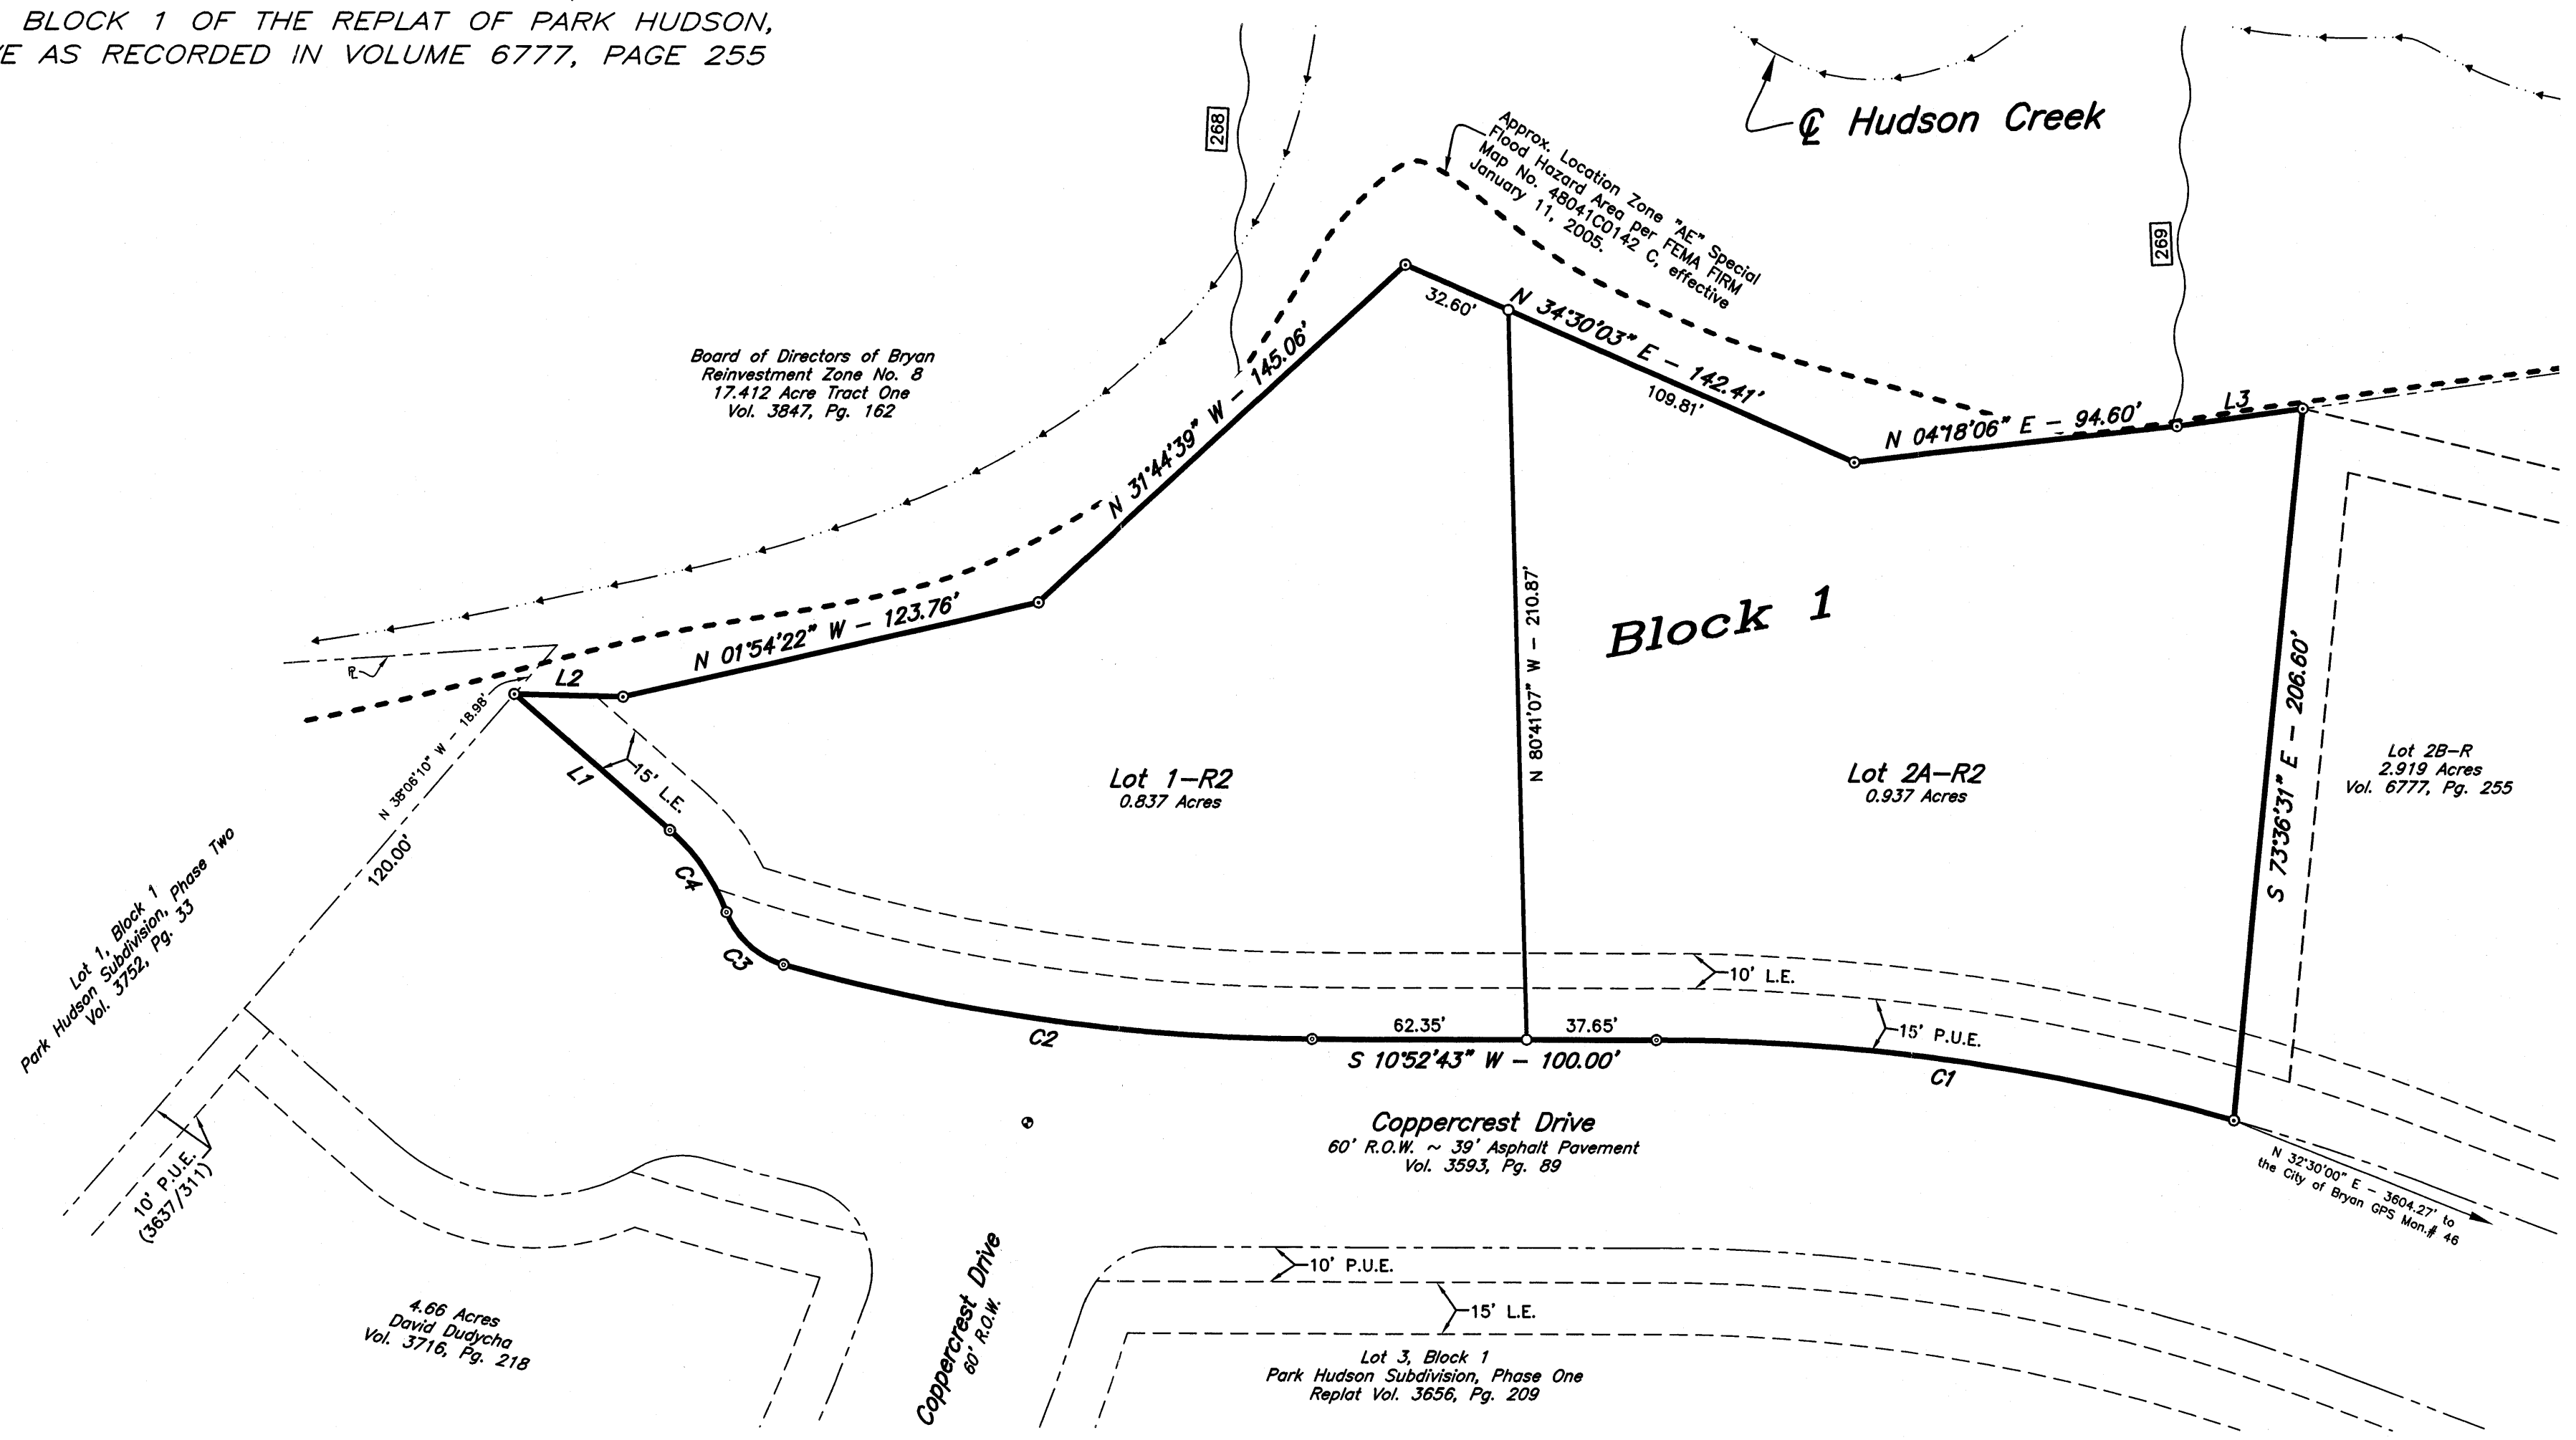 BLOCK 1 OF THE REPLAT OF PARK HUDSON,
E AS RECORDED IN VOLUME 6777, PAGE 255
268
Approx. Location Zone "AE" Special
Flood Hazard Area per FEMA FIRM
Map No. 48041C0142 C, effective
January 11, 2005.
℄ Hudson Creek
269
Board of Directors of Bryan
Reinvestment Zone No. 8
17.412 Acre Tract One
Vol. 3847, Pg. 162
N 31°44'39" W - 145.06'
32.60'
N 34°30'03" E - 142.41'
109.81'
N 04°18'06" E - 94.60'
L3
N 01°54'22" W - 123.76'
L2
N 38°06'10" W - 18.98'
120.00'
L1
15' L.E.
C4
C3
C2
Block 1
N 80°41'07" W - 210.87'
S 73°36'31" E - 206.60'
Lot 1-R2
0.837 Acres
Lot 2A-R2
0.937 Acres
Lot 2B-R
2.919 Acres
Vol. 6777, Pg. 255
Lot 1, Block 1
Park Hudson Subdivision, Phase Two
Vol. 3752, Pg. 33
10' L.E.
15' P.U.E.
62.35'
37.65'
S 10°52'43" W - 100.00'
C1
Coppercrest Drive
60' R.O.W. ~ 39' Asphalt Pavement
Vol. 3593, Pg. 89
N 32°30'00" E - 3604.27' to
the City of Bryan GPS Mon.# 46
10' P.U.E.
(3637/311)
4.66 Acres
David Dudycha
Vol. 3716, Pg. 218
Coppercrest Drive
60' R.O.W.
10' P.U.E.
15' L.E.
Lot 3, Block 1
Park Hudson Subdivision, Phase One
Replat Vol. 3656, Pg. 209